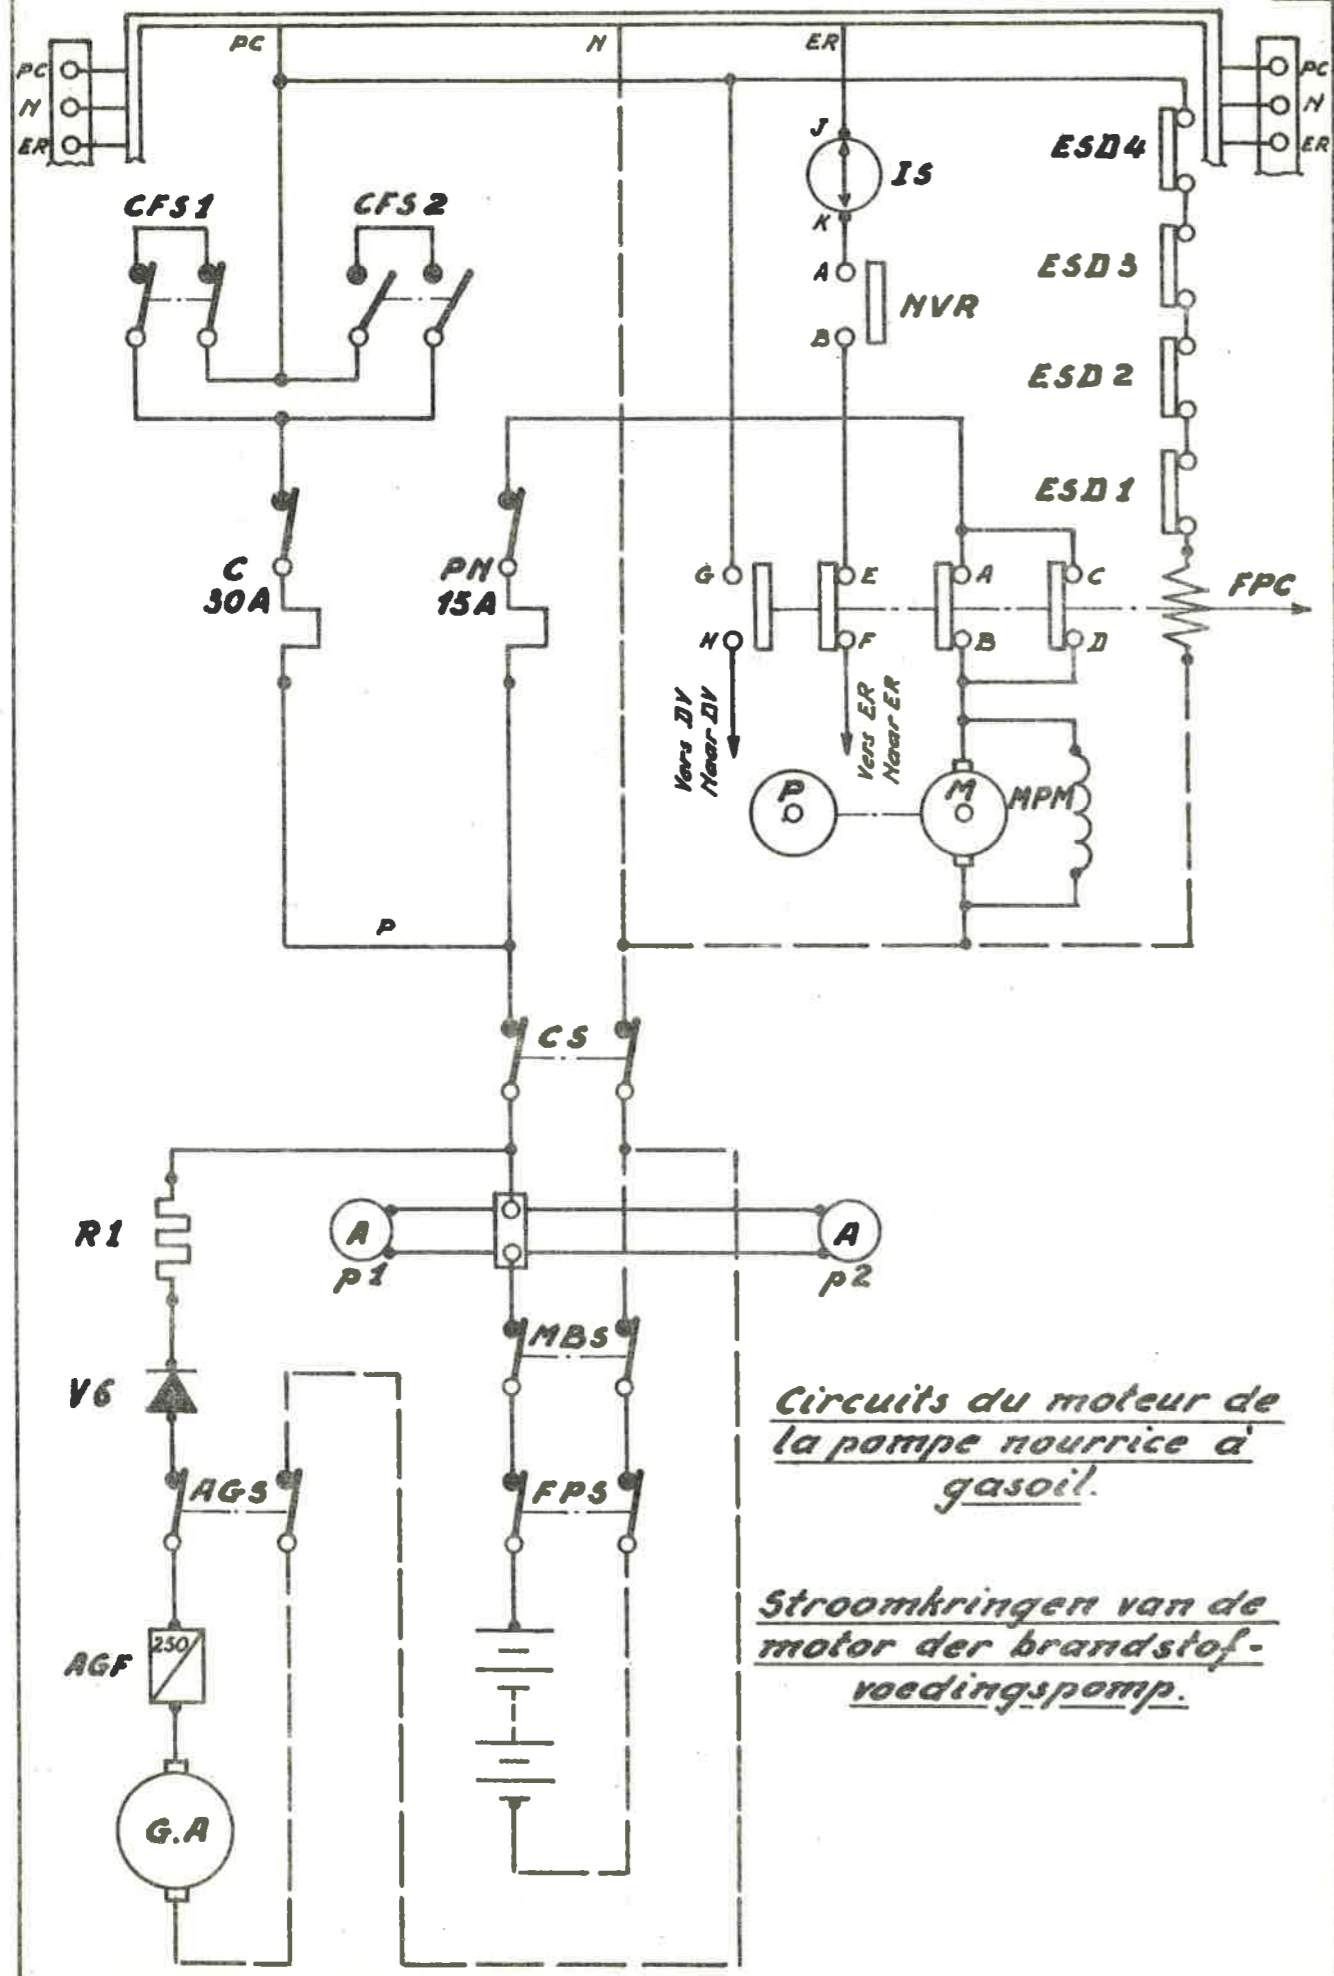 PC
N
ER
PC
N
ER
PC
N
ER
CFS1
CFS2
J
IS
K
A
NVR
B
ESD4
ESD3
ESD2
ESD1
C
30A
PN
15A
G
H
E
F
A
B
C
D
FPC
Vers DV
Naar DV
Vers ER
Naar ER
P
M
MPM
P
CS
R1
A
p1
A
p2
MBS
V6
AGS
FPS
AGF
250
G.A
Circuits du moteur de
la pompe nourrice à
gasoil.
Stroomkringen van de
motor der brandstof-
voedingspomp.